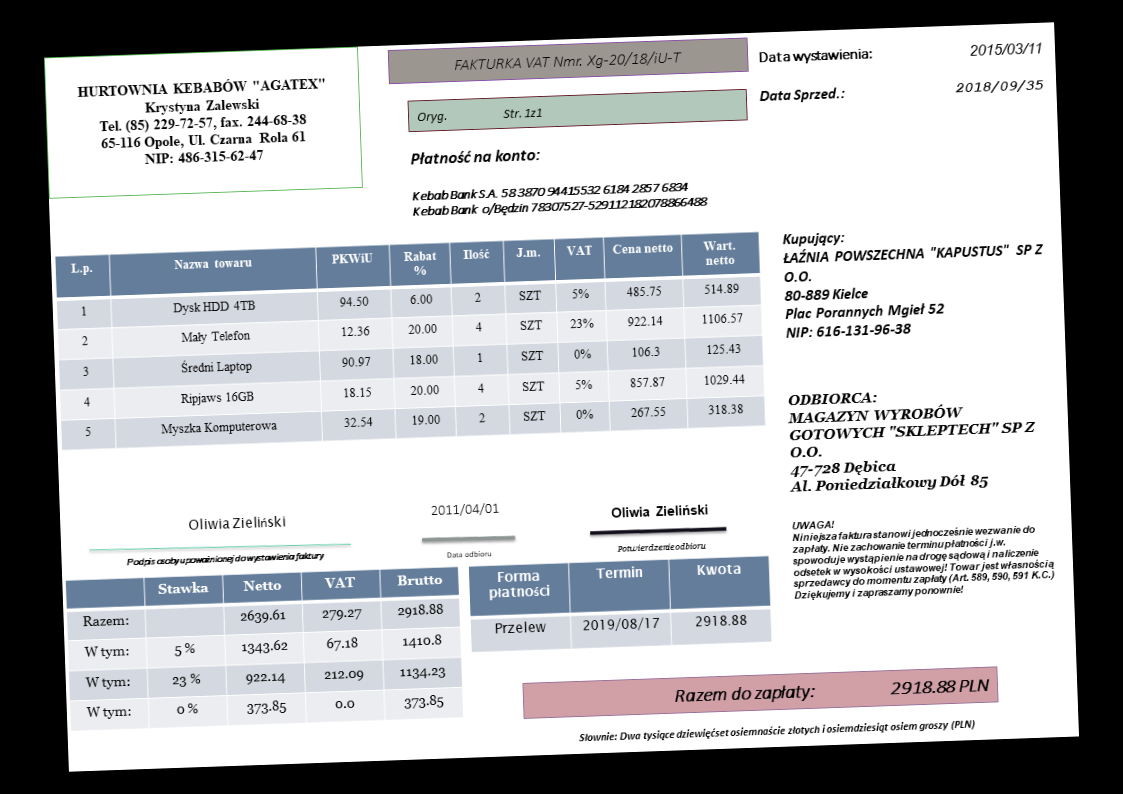 HURTOWNIA KEBABÓW "AGATEX"
Krystyna Zalewski
Tel. (85) 229-72-57, fax. 244-68-38
65-116 Opole, Ul. Czarna Rola 61
NIP: 486-315-62-47
FAKTURKA VAT Nmr. Xg-20/18/iU-T
Oryg. Str. 1z1
Data wystawienia: 2015/03/11
Data Sprzed.: 2018/09/35
Płatność na konto:
Kebab Bank S.A. 58 3870 94415532 6184 2857 6834
Kebab Bank o/Będzin 78307527-529112182078866488
Kupujący:
ŁAŹNIA POWSZECHNA "KAPUSTUS" SP Z
O.O.
80-889 Kielce
Plac Porannych Mgieł 52
NIP: 616-131-96-38
L.p. Nazwa towaru PKWiU Rabat % Ilość J.m. VAT Cena netto Wart. netto
1 Dysk HDD 4TB 94.50 6.00 2 SZT 5% 485.75 514.89
2 Mały Telefon 12.36 20.00 4 SZT 23% 922.14 1106.57
3 Średni Laptop 90.97 18.00 1 SZT 0% 106.3 125.43
4 Ripjaws 16GB 18.15 20.00 4 SZT 5% 857.87 1029.44
5 Myszka Komputerowa 32.54 19.00 2 SZT 0% 267.55 318.38
ODBIORCA:
MAGAZYN WYROBÓW
GOTOWYCH "SKLEPTECH" SP Z
O.O.
47-728 Dębica
Al. Poniedziałkowy Dół 85
Oliwia Zieliński
Podpis osoby upoważnionej do wystawienia faktury
2011/04/01
Data odbioru
Oliwia Zieliński
Potwierdzenie odbioru
UWAGA!
Niniejsza faktura stanowi jednocześnie wezwanie do
zapłaty. Nie zachowanie terminu płatności j.w.
spowoduje wystąpienie na drogę sądową i naliczenie
odsetek w wysokości ustawowej! Towar jest własnością
sprzedawcy do momentu zapłaty (Art. 589, 590, 591 K.C.)
Dziękujemy i zapraszamy ponownie!
Stawka Netto VAT Brutto
Razem: 2639.61 279.27 2918.88
W tym: 5 % 1343.62 67.18 1410.8
W tym: 23 % 922.14 212.09 1134.23
W tym: 0 % 373.85 0.0 373.85
Forma płatności Termin Kwota
Przelew 2019/08/17 2918.88
Razem do zapłaty: 2918.88 PLN
Słownie: Dwa tysiące dziewięćset osiemnaście złotych i osiemdziesiąt osiem groszy (PLN)